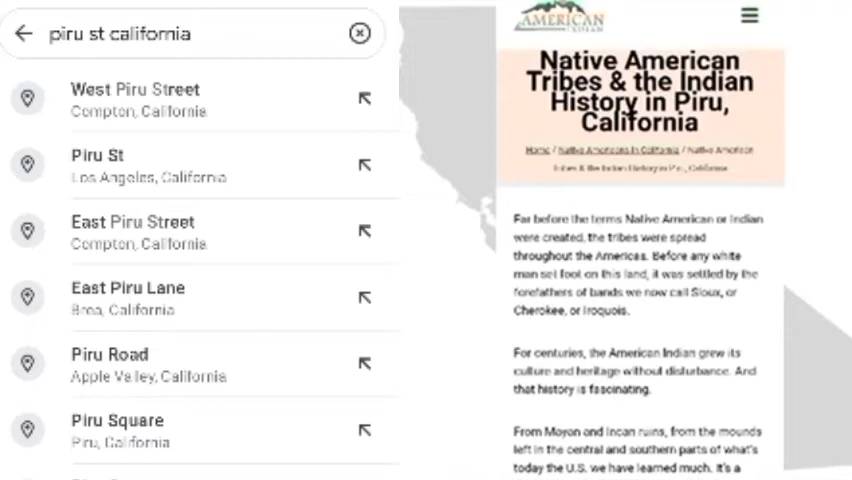 piru st california
West Piru Street
Compton, California
Piru St
Los Angeles, California
East Piru Street
Compton, California
East Piru Lane
Brea, California
Piru Road
Apple Valley, California
Piru Square
Piru, California
AMERICAN
INDIAN
Native American
Tribes & the Indian
History in Piru,
California
Home / Native Americans in California / Native American
Tribes & the Indian History in Piru, California
Far before the terms Native American or Indian
were created, the tribes were spread
throughout the Americas. Before any white
man set foot on this land, it was settled by the
forefathers of bands we now call Sioux, or
Cherokee, or Iroquois.
For centuries, the American Indian grew its
culture and heritage without disturbance. And
that history is fascinating.
From Mayan and Incan ruins, from the mounds
left in the central and southern parts of what's
today the U.S. we have learned much. It's a